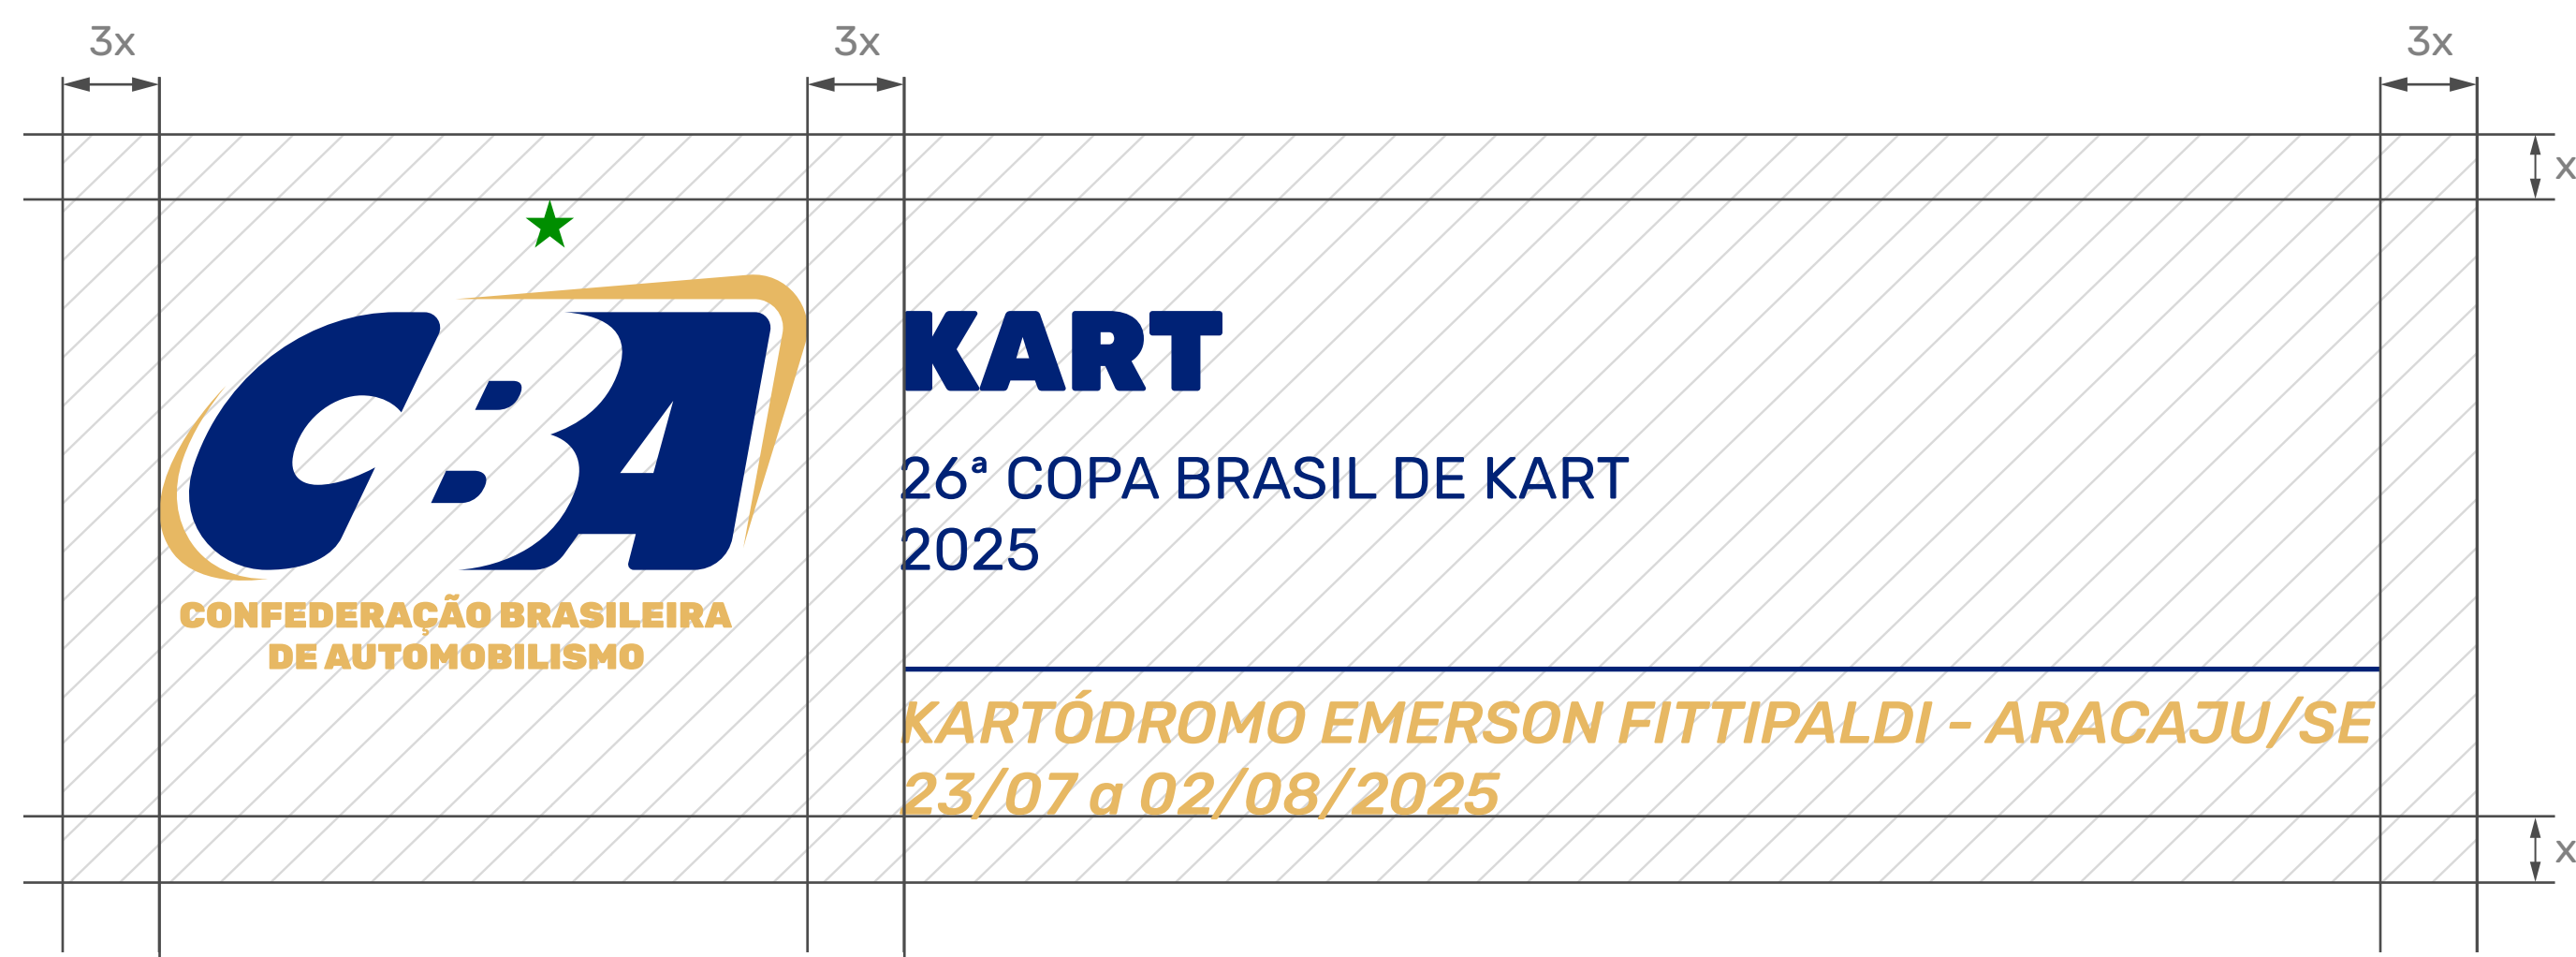 3x 3x 3x
x
CBA
CONFEDERAÇÃO BRASILEIRA
DE AUTOMOBILISMO
KART
26ª COPA BRASIL DE KART
2025
KARTÓDROMO EMERSON FITTIPALDI - ARACAJU/SE
23/07 a 02/08/2025
x